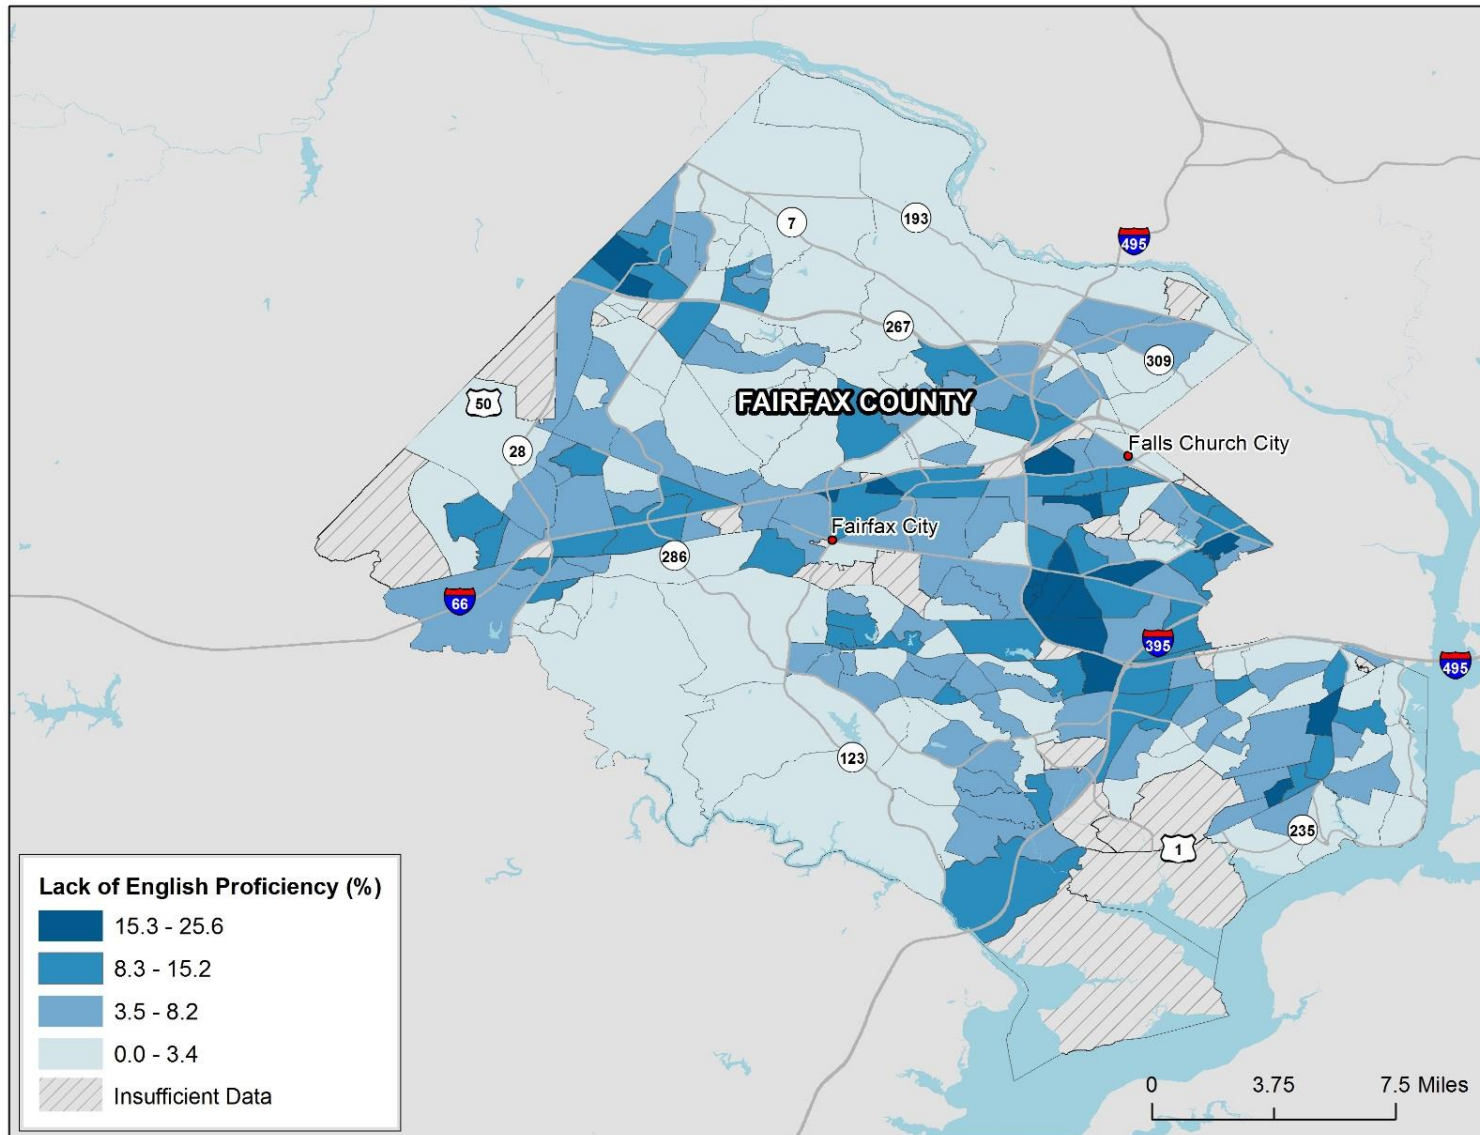 495
7
193
267
309
FAIRFAX COUNTY
50
28
Falls Church City
Fairfax City
286
66
395
495
123
235
1
Lack of English Proficiency (%)
15.3 - 25.6
8.3 - 15.2
3.5 - 8.2
0.0 - 3.4
Insufficient Data
0 3.75 7.5 Miles